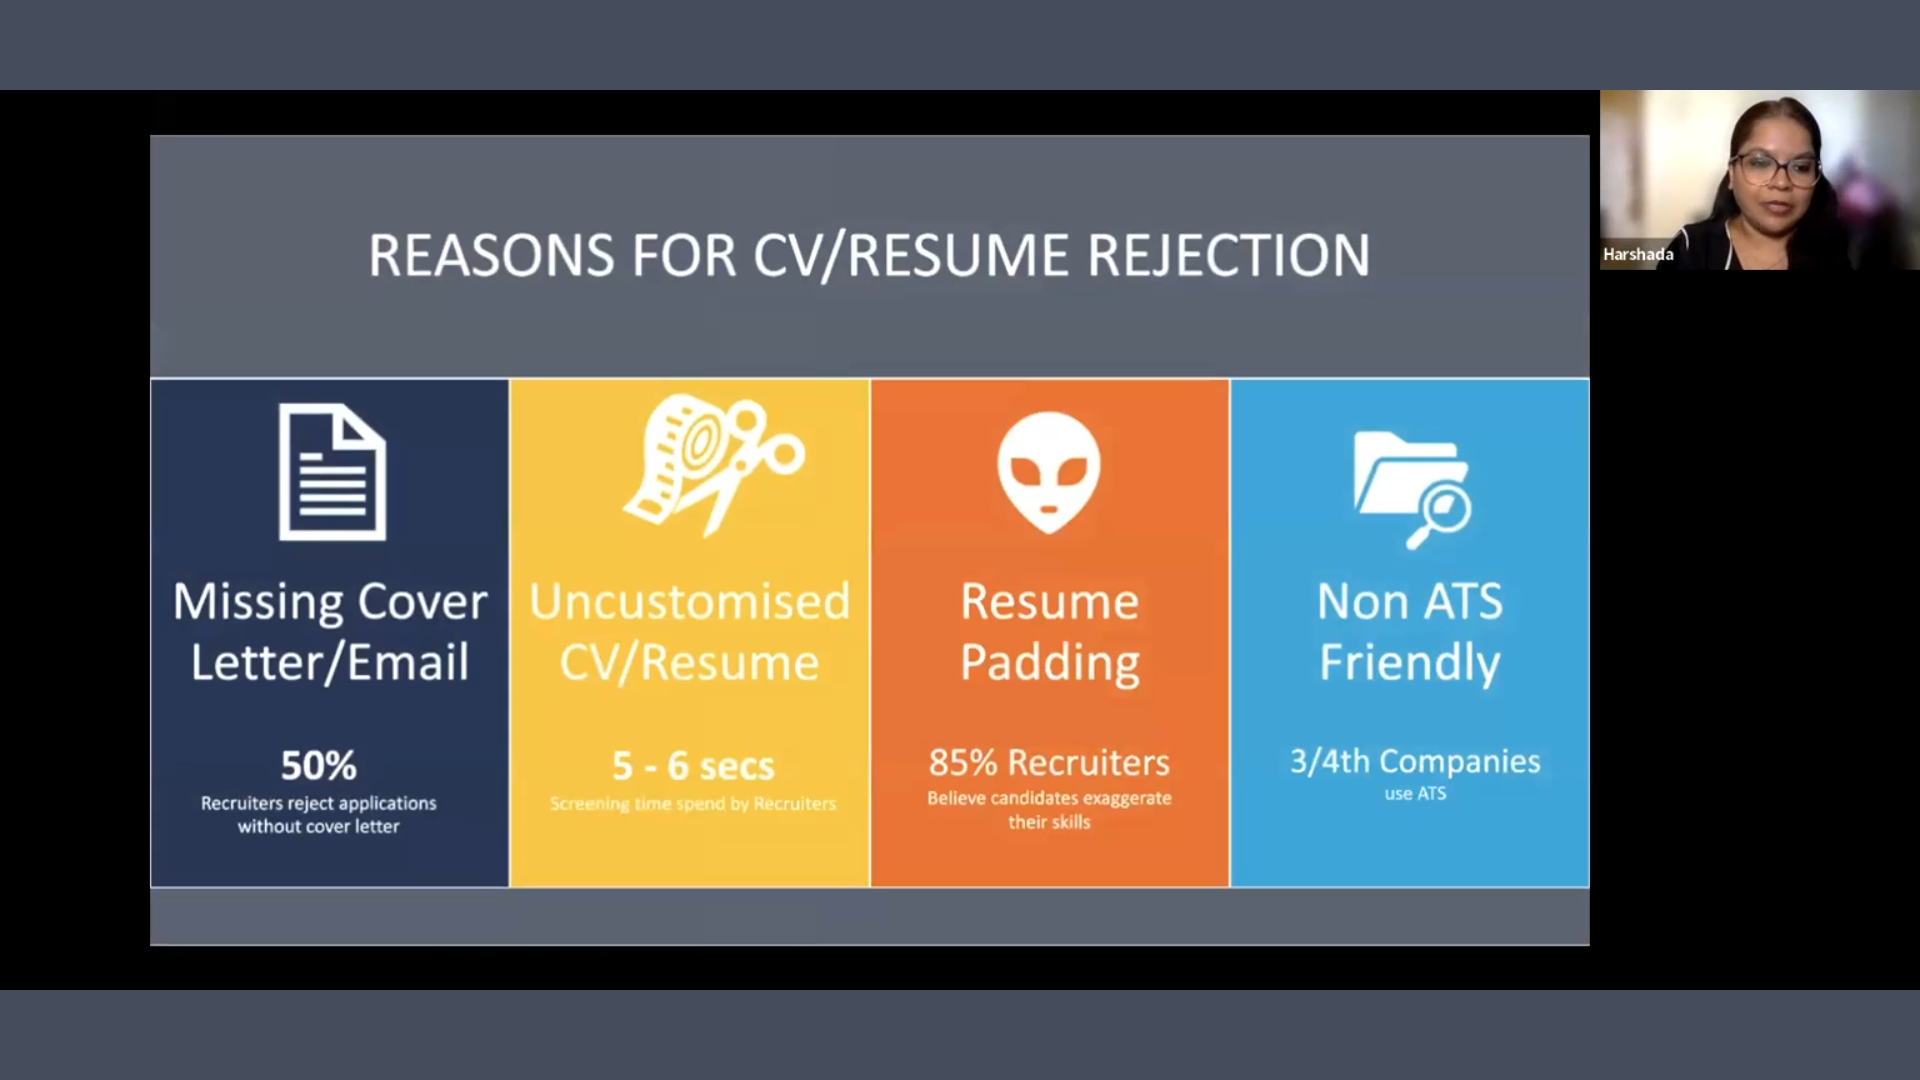 REASONS FOR CV/RESUME REJECTION
Missing Cover
Letter/Email
50%
Recruiters reject applications
without cover letter
Uncustomised
CV/Resume
5 - 6 secs
Screening time spend by Recruiters
Resume
Padding
85% Recruiters
Believe candidates exaggerate
their skills
Non ATS
Friendly
3/4th Companies
use ATS
Harshada